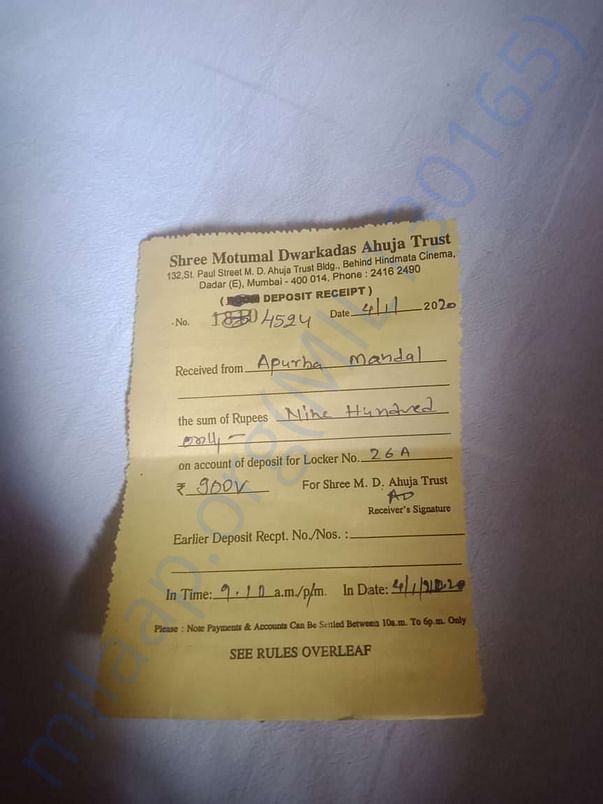 Shree Motumal Dwarkadas Ahuja Trust
132,St. Paul Street M. D. Ahuja Trust Bldg., Behind Hindmata Cinema,
Dadar (E), Mumbai - 400 014, Phone : 2416 2490
( DEPOSIT RECEIPT )
No. 4524 Date 4/1/ 2020
Received from Apurba Mandal
the sum of Rupees Nine Hundred
only -
on account of deposit for Locker No. 26 A
₹ 900/ For Shree M. D. Ahuja Trust
Receiver's Signature
Earlier Deposit Recpt. No./Nos. :
In Time: 9.10 a.m./p/m. In Date: 4/1/2020
Please : Note Payments & Accounts Can Be Settled Between 10a.m. To 6p.m. Only
SEE RULES OVERLEAF